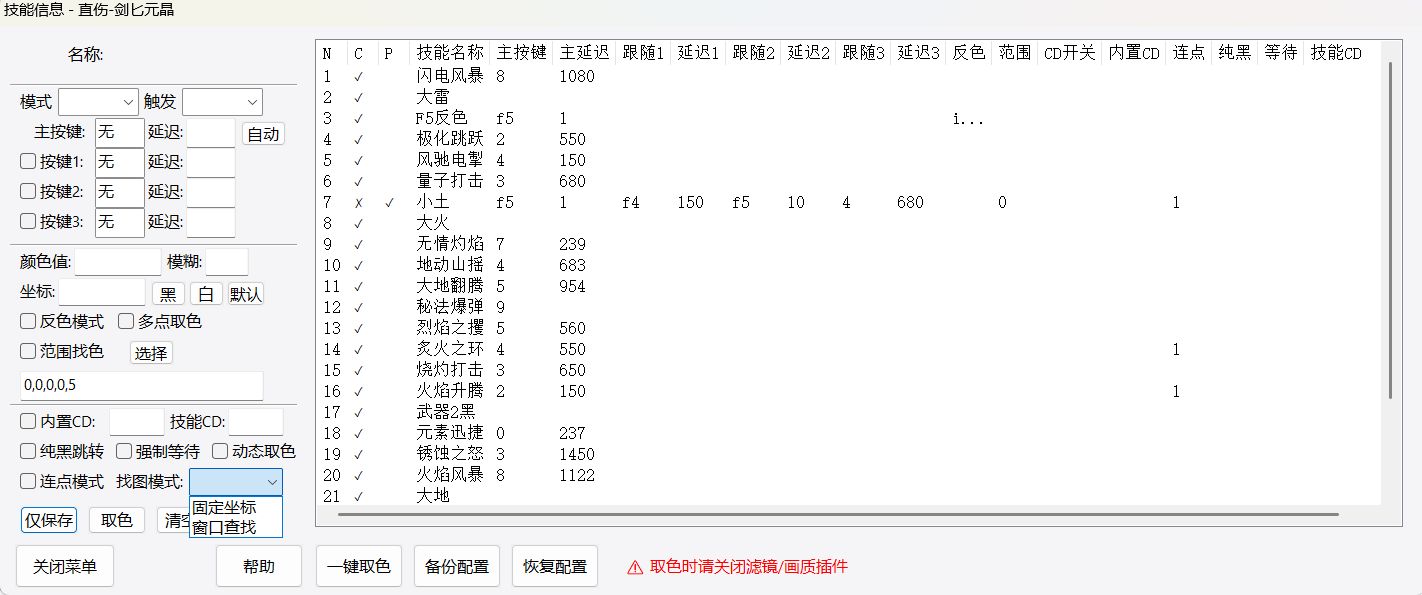 技能信息 - 直伤-剑匕元晶
名称:
模式 触发
主按键: 无 延迟: 自动
按键1: 无 延迟:
按键2: 无 延迟:
按键3: 无 延迟:
颜色值: 模糊:
坐标: 黑 白 默认
反色模式 多点取色
范围找色 选择
0,0,0,0,5
内置CD: 技能CD:
纯黑跳转 强制等待 动态取色
连点模式 找图模式:
固定坐标
窗口查找
仅保存 取色 清空
N C P 技能名称 主按键 主延迟 跟随1 延迟1 跟随2 延迟2 跟随3 延迟3 反色 范围 CD开关 内置CD 连点 纯黑 等待 技能CD
1 ✓ 闪电风暴 8 1080
2 ✓ 大雷
3 ✓ F5反色 f5 1 i...
4 ✓ 极化跳跃 2 550
5 ✓ 风驰电掣 4 150
6 ✓ 量子打击 3 680
7 ✗ ✓ 小土 f5 1 f4 150 f5 10 4 680 0 1
8 ✓ 大火
9 ✓ 无情灼焰 7 239
10 ✓ 地动山摇 4 683
11 ✓ 大地翻腾 5 954
12 ✓ 秘法爆弹 9
13 ✓ 烈焰之攫 5 560
14 ✓ 炙火之环 4 550 1
15 ✓ 烧灼打击 3 650
16 ✓ 火焰升腾 2 150 1
17 ✓ 武器2黑
18 ✓ 元素迅捷 0 237
19 ✓ 锈蚀之怒 3 1450
20 ✓ 火焰风暴 8 1122
21 ✓ 大地
关闭菜单 帮助 一键取色 备份配置 恢复配置 ⚠ 取色时请关闭滤镜/画质插件